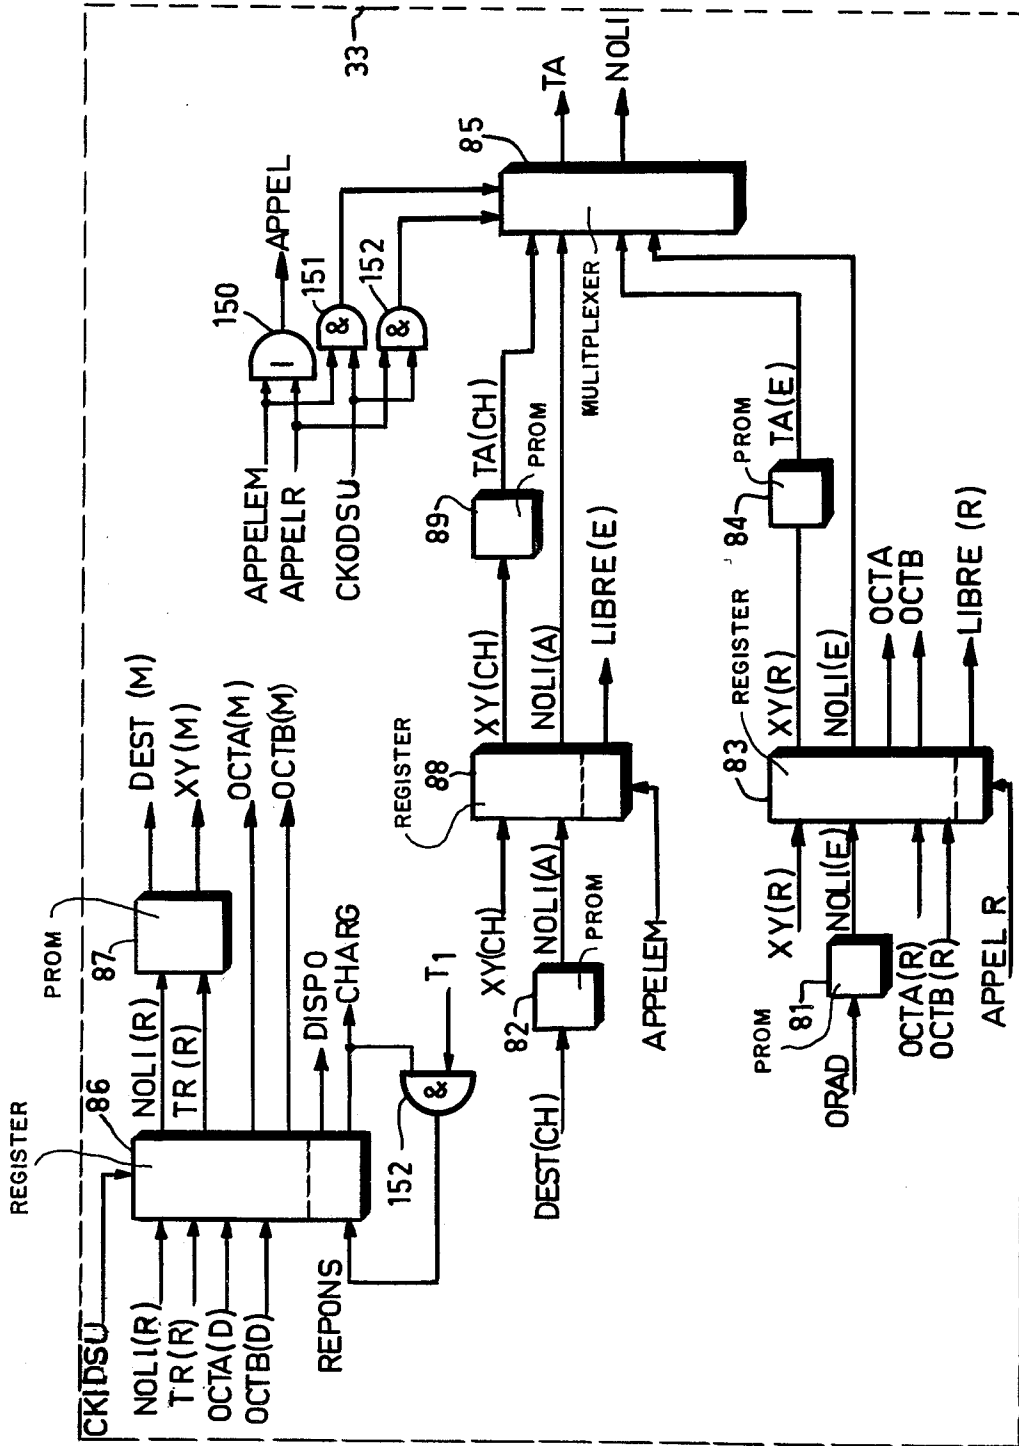 33
CKIDSU
REGISTER
86
NOLI(R)
TR(R)
OCTA(D)
OCTB(D)
REPONS
NOLI(R)
TR(R)
PROM
87
DEST (M)
XY(M)
OCTA(M)
OCTB(M)
DISPO
CHARG
&
T1
152
APPELEM
APPELR
CKODSU
150
I
APPEL
&
151
&
152
DEST(CH)
82
PROM
XY(CH)
NOLI(A)
REGISTER
88
APPELEM
XY(CH)
NOLI(A)
LIBRE(E)
89
PROM
TA(CH)
MULITPLEXER
85
TA
NOLI
ORAD
PROM
81
XY(R)
NOLI(E)
OCTA(R)
OCTB(R)
APPEL R
83
REGISTER
XY(R)
NOLI(E)
OCTA
OCTB
LIBRE (R)
84
PROM
TA(E)